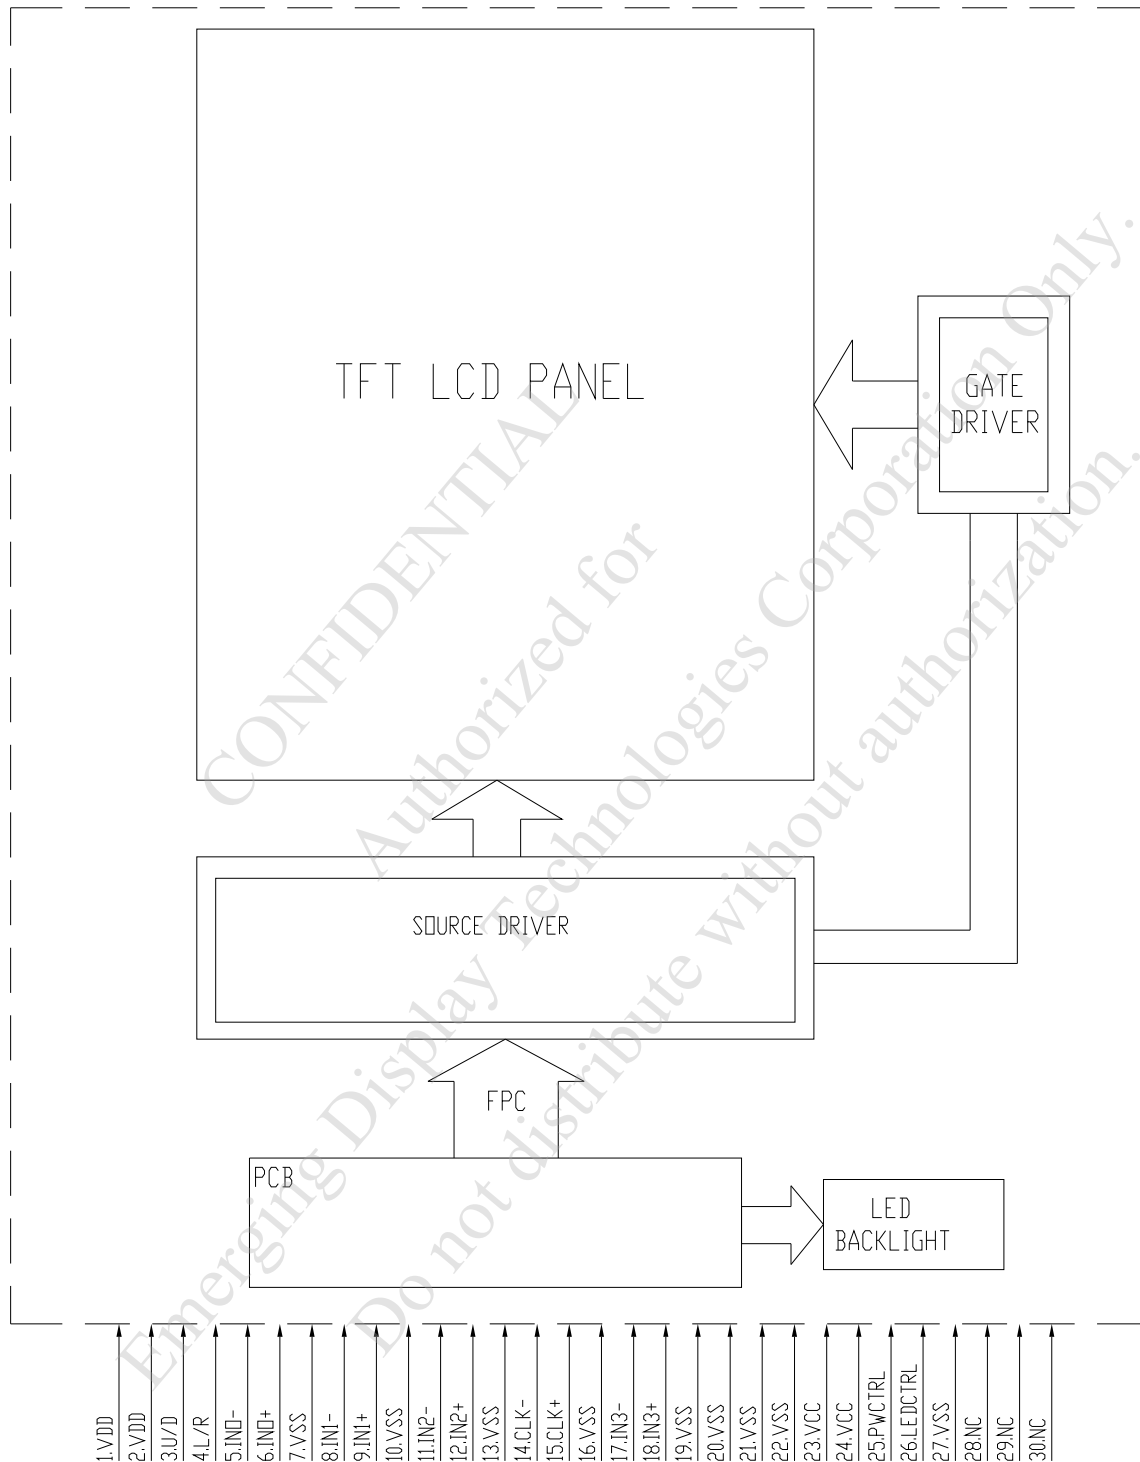 TFT LCD PANEL
GATE
DRIVER
SOURCE DRIVER
FPC
PCB
LED
BACKLIGHT
1.VDD
2.VDD
3.U/D
4.L/R
5.IN0-
6.IN0+
7.VSS
8.IN1-
9.IN1+
10.VSS
11.IN2-
12.IN2+
13.VSS
14.CLK-
15.CLK+
16.VSS
17.IN3-
18.IN3+
19.VSS
20.VSS
21.VSS
22.VSS
23.VCC
24.VCC
25.PWCTRL
26.LEDCTRL
27.VSS
28.NC
29.NC
30.NC
CONFIDENTIAL
Authorized for
Emerging Display Technologies Corporation Only.
Do not distribute without authorization.